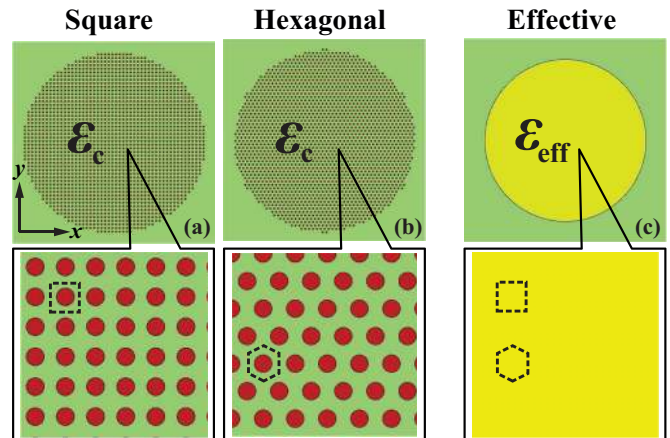 Square Hexagonal Effective
εc εc εeff
y
x (a) (b) (c)